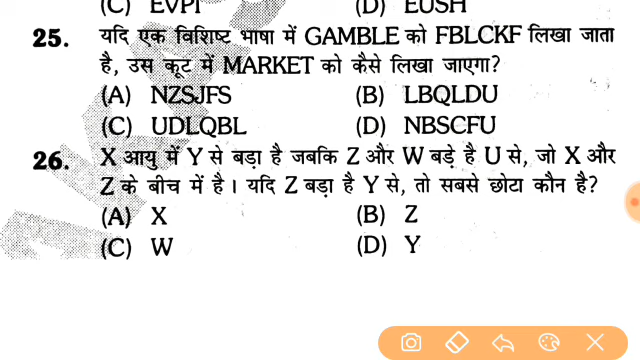 (C) EVPI (D) EUSH
25. यदि एक विशिष्ट भाषा में GAMBLE को FBLCKF लिखा जाता
है, उस कूट में MARKET को कैसे लिखा जाएगा?
(A) NZSJFS (B) LBQLDU
(C) UDLQBL (D) NBSCFU
26. X आयु में Y से बड़ा है जबकि Z और W बड़े है U से, जो X और
Z के बीच में है। यदि Z बड़ा है Y से, तो सबसे छोटा कौन है?
(A) X (B) Z
(C) W (D) Y